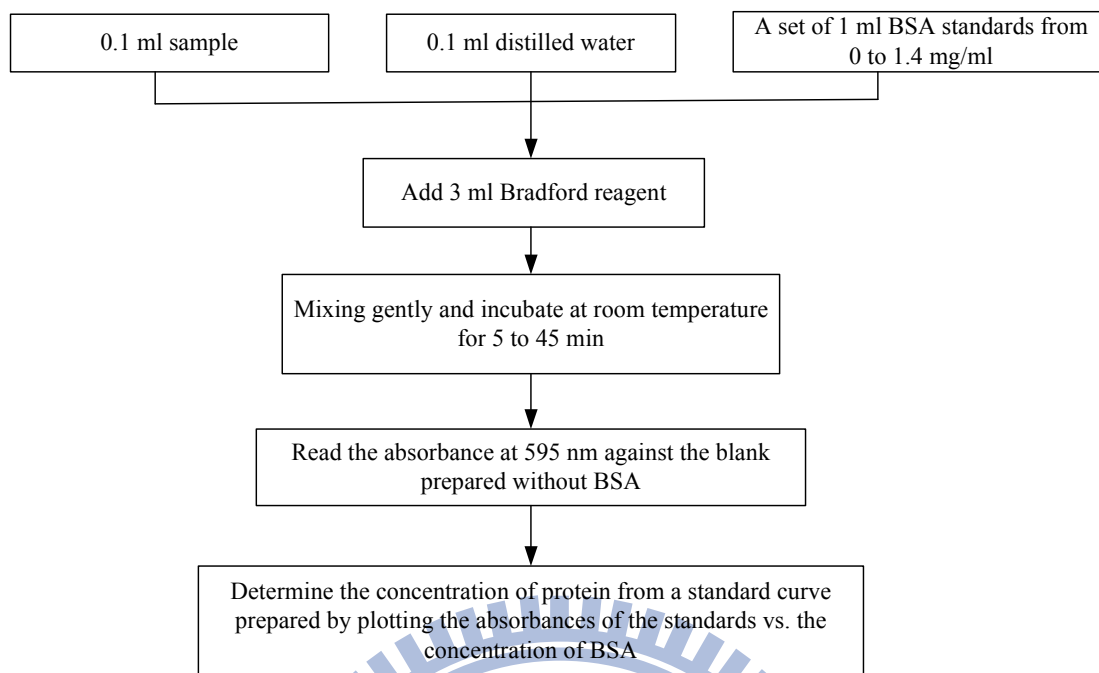 0.1 ml sample
0.1 ml distilled water
A set of 1 ml BSA standards from
0 to 1.4 mg/ml
Add 3 ml Bradford reagent
Mixing gently and incubate at room temperature
for 5 to 45 min
Read the absorbance at 595 nm against the blank
prepared without BSA
Determine the concentration of protein from a standard curve
prepared by plotting the absorbances of the standards vs. the
concentration of BSA